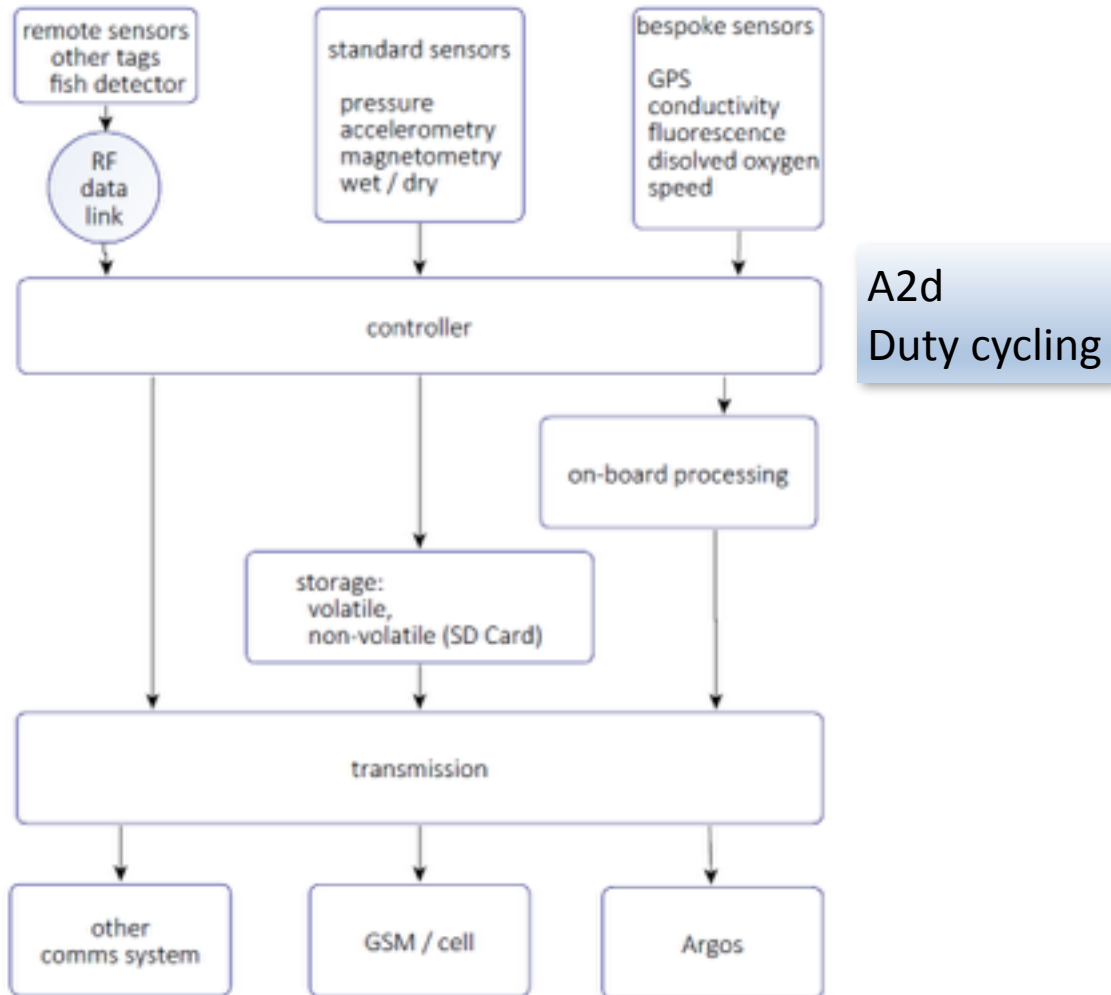 remote sensors
other tags
fish detector
standard sensors
pressure
accelerometry
magnetometry
wet / dry
bespoke sensors
GPS
conductivity
fluorescence
disolved oxygen
speed
RF
data
link
controller
A2d
Duty cycling
on-board processing
storage:
volatile,
non-volatile (SD Card)
transmission
other
comms system
GSM / cell
Argos